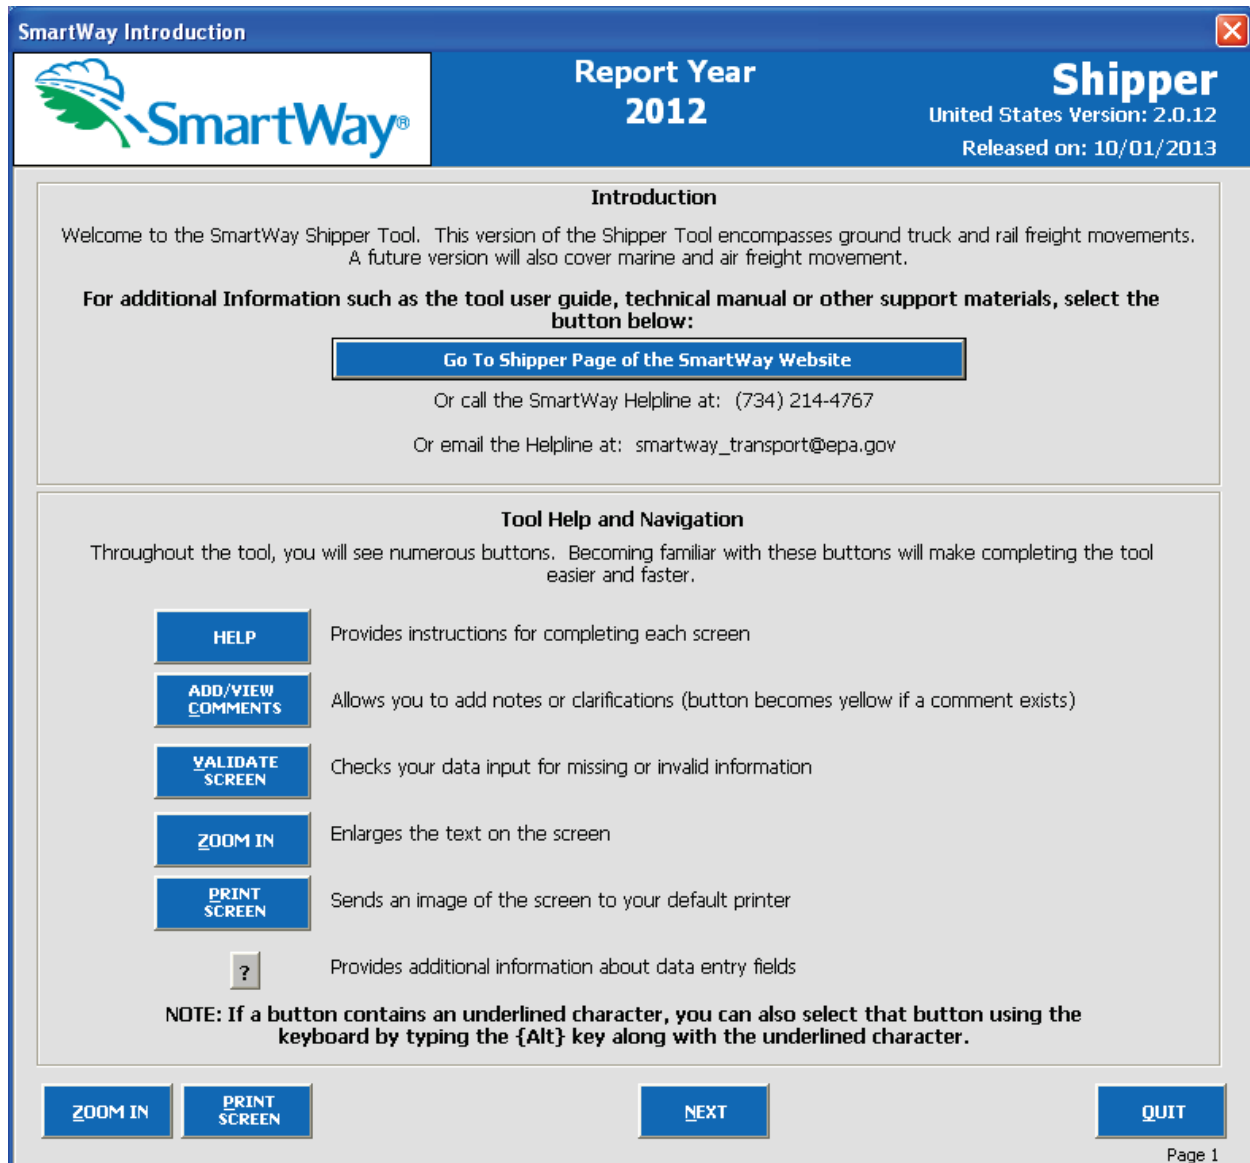 SmartWay Introduction
SmartWay®
Report Year
2012
Shipper
United States Version: 2.0.12
Released on: 10/01/2013
Introduction
Welcome to the SmartWay Shipper Tool. This version of the Shipper Tool encompasses ground truck and rail freight movements.
A future version will also cover marine and air freight movement.
For additional Information such as the tool user guide, technical manual or other support materials, select the
button below:
Go To Shipper Page of the SmartWay Website
Or call the SmartWay Helpline at: (734) 214-4767
Or email the Helpline at: smartway_transport@epa.gov
Tool Help and Navigation
Throughout the tool, you will see numerous buttons. Becoming familiar with these buttons will make completing the tool
easier and faster.
HELP
Provides instructions for completing each screen
ADD/VIEW
COMMENTS
Allows you to add notes or clarifications (button becomes yellow if a comment exists)
VALIDATE
SCREEN
Checks your data input for missing or invalid information
ZOOM IN
Enlarges the text on the screen
PRINT
SCREEN
Sends an image of the screen to your default printer
?
Provides additional information about data entry fields
NOTE: If a button contains an underlined character, you can also select that button using the
keyboard by typing the {Alt} key along with the underlined character.
ZOOM IN
PRINT
SCREEN
NEXT
QUIT
Page 1